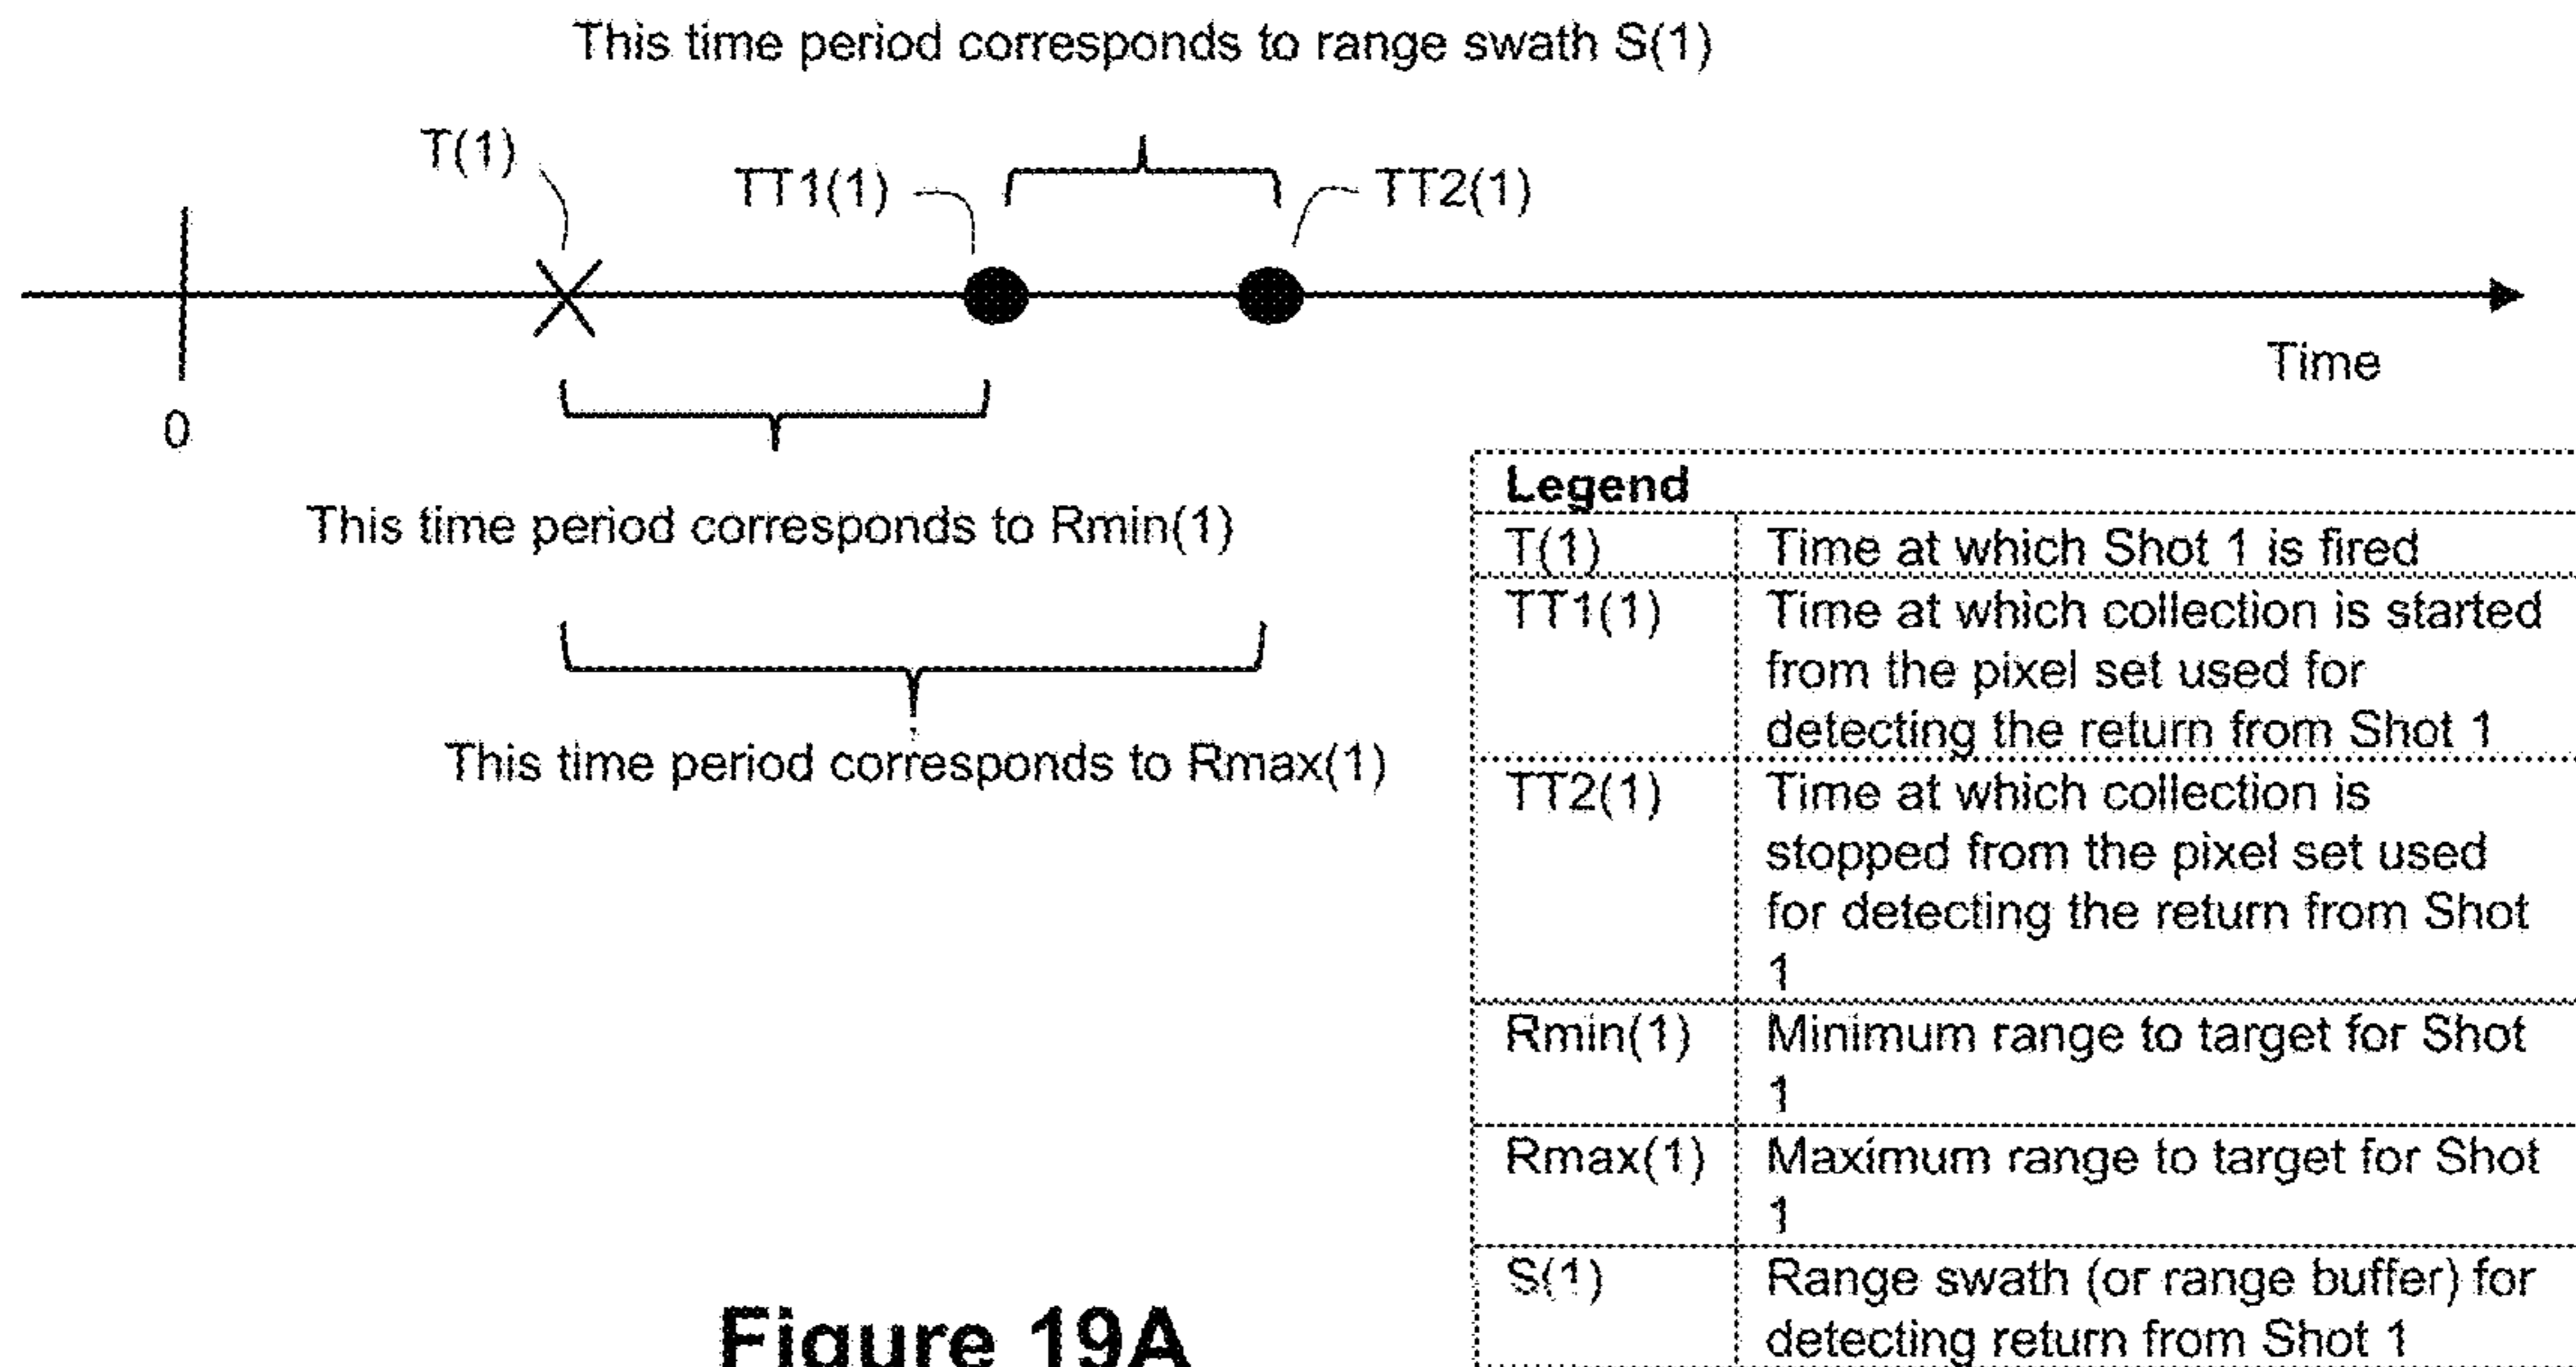 This time period corresponds to range swath S(1)
T(1)
TT1(1)
TT2(1)
Time
0
This time period corresponds to Rmin(1)
This time period corresponds to Rmax(1)
Legend
T(1) Time at which Shot 1 is fired
TT1(1) Time at which collection is started
from the pixel set used for
detecting the return from Shot 1
TT2(1) Time at which collection is
stopped from the pixel set used
for detecting the return from Shot
1
Rmin(1) Minimum range to target for Shot
1
Rmax(1) Maximum range to target for Shot
1
S(1) Range swath (or range buffer) for
detecting return from Shot 1
Figure 19A